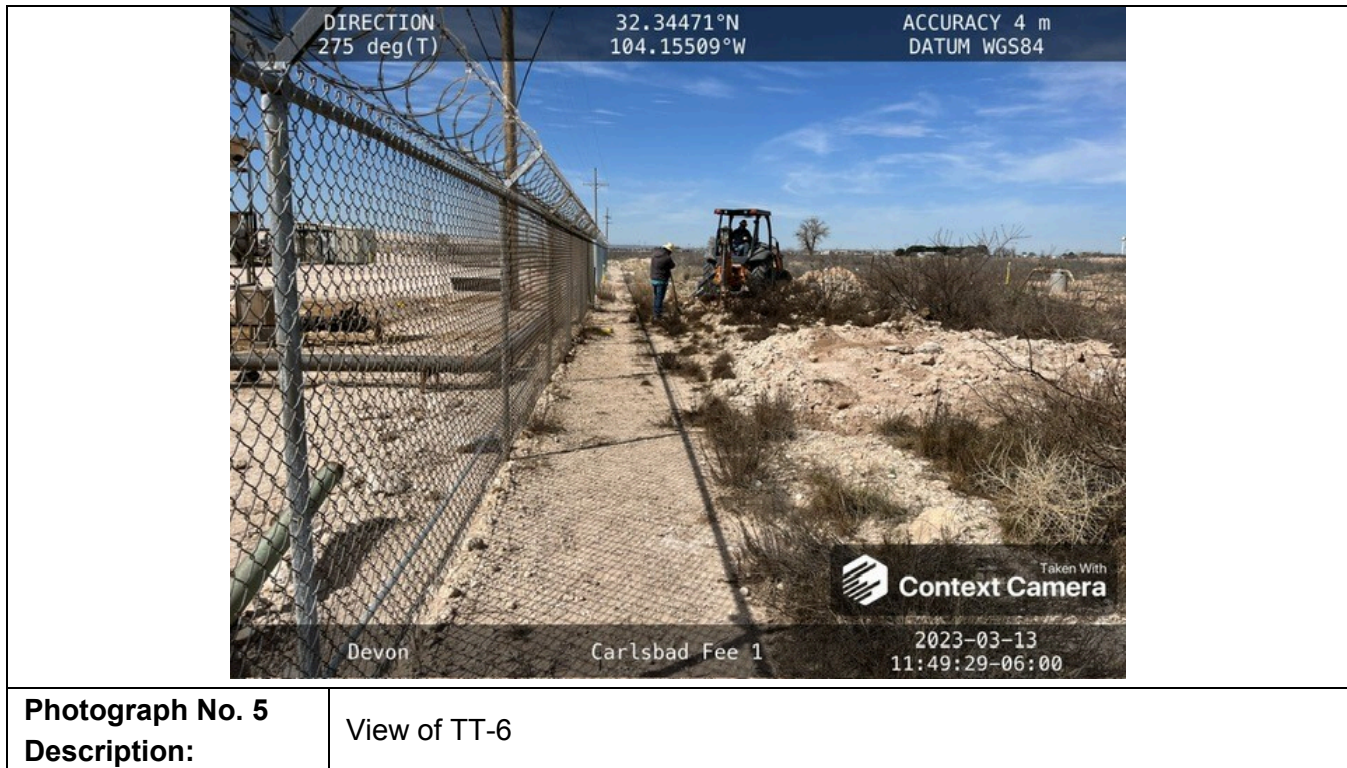 DIRECTION
275 deg(T)
32.34471°N
104.15509°W
ACCURACY 4 m
DATUM WGS84
Taken With
Context Camera
Devon
Carlsbad Fee 1
2023-03-13
11:49:29-06:00
Photograph No. 5
Description:
View of TT-6